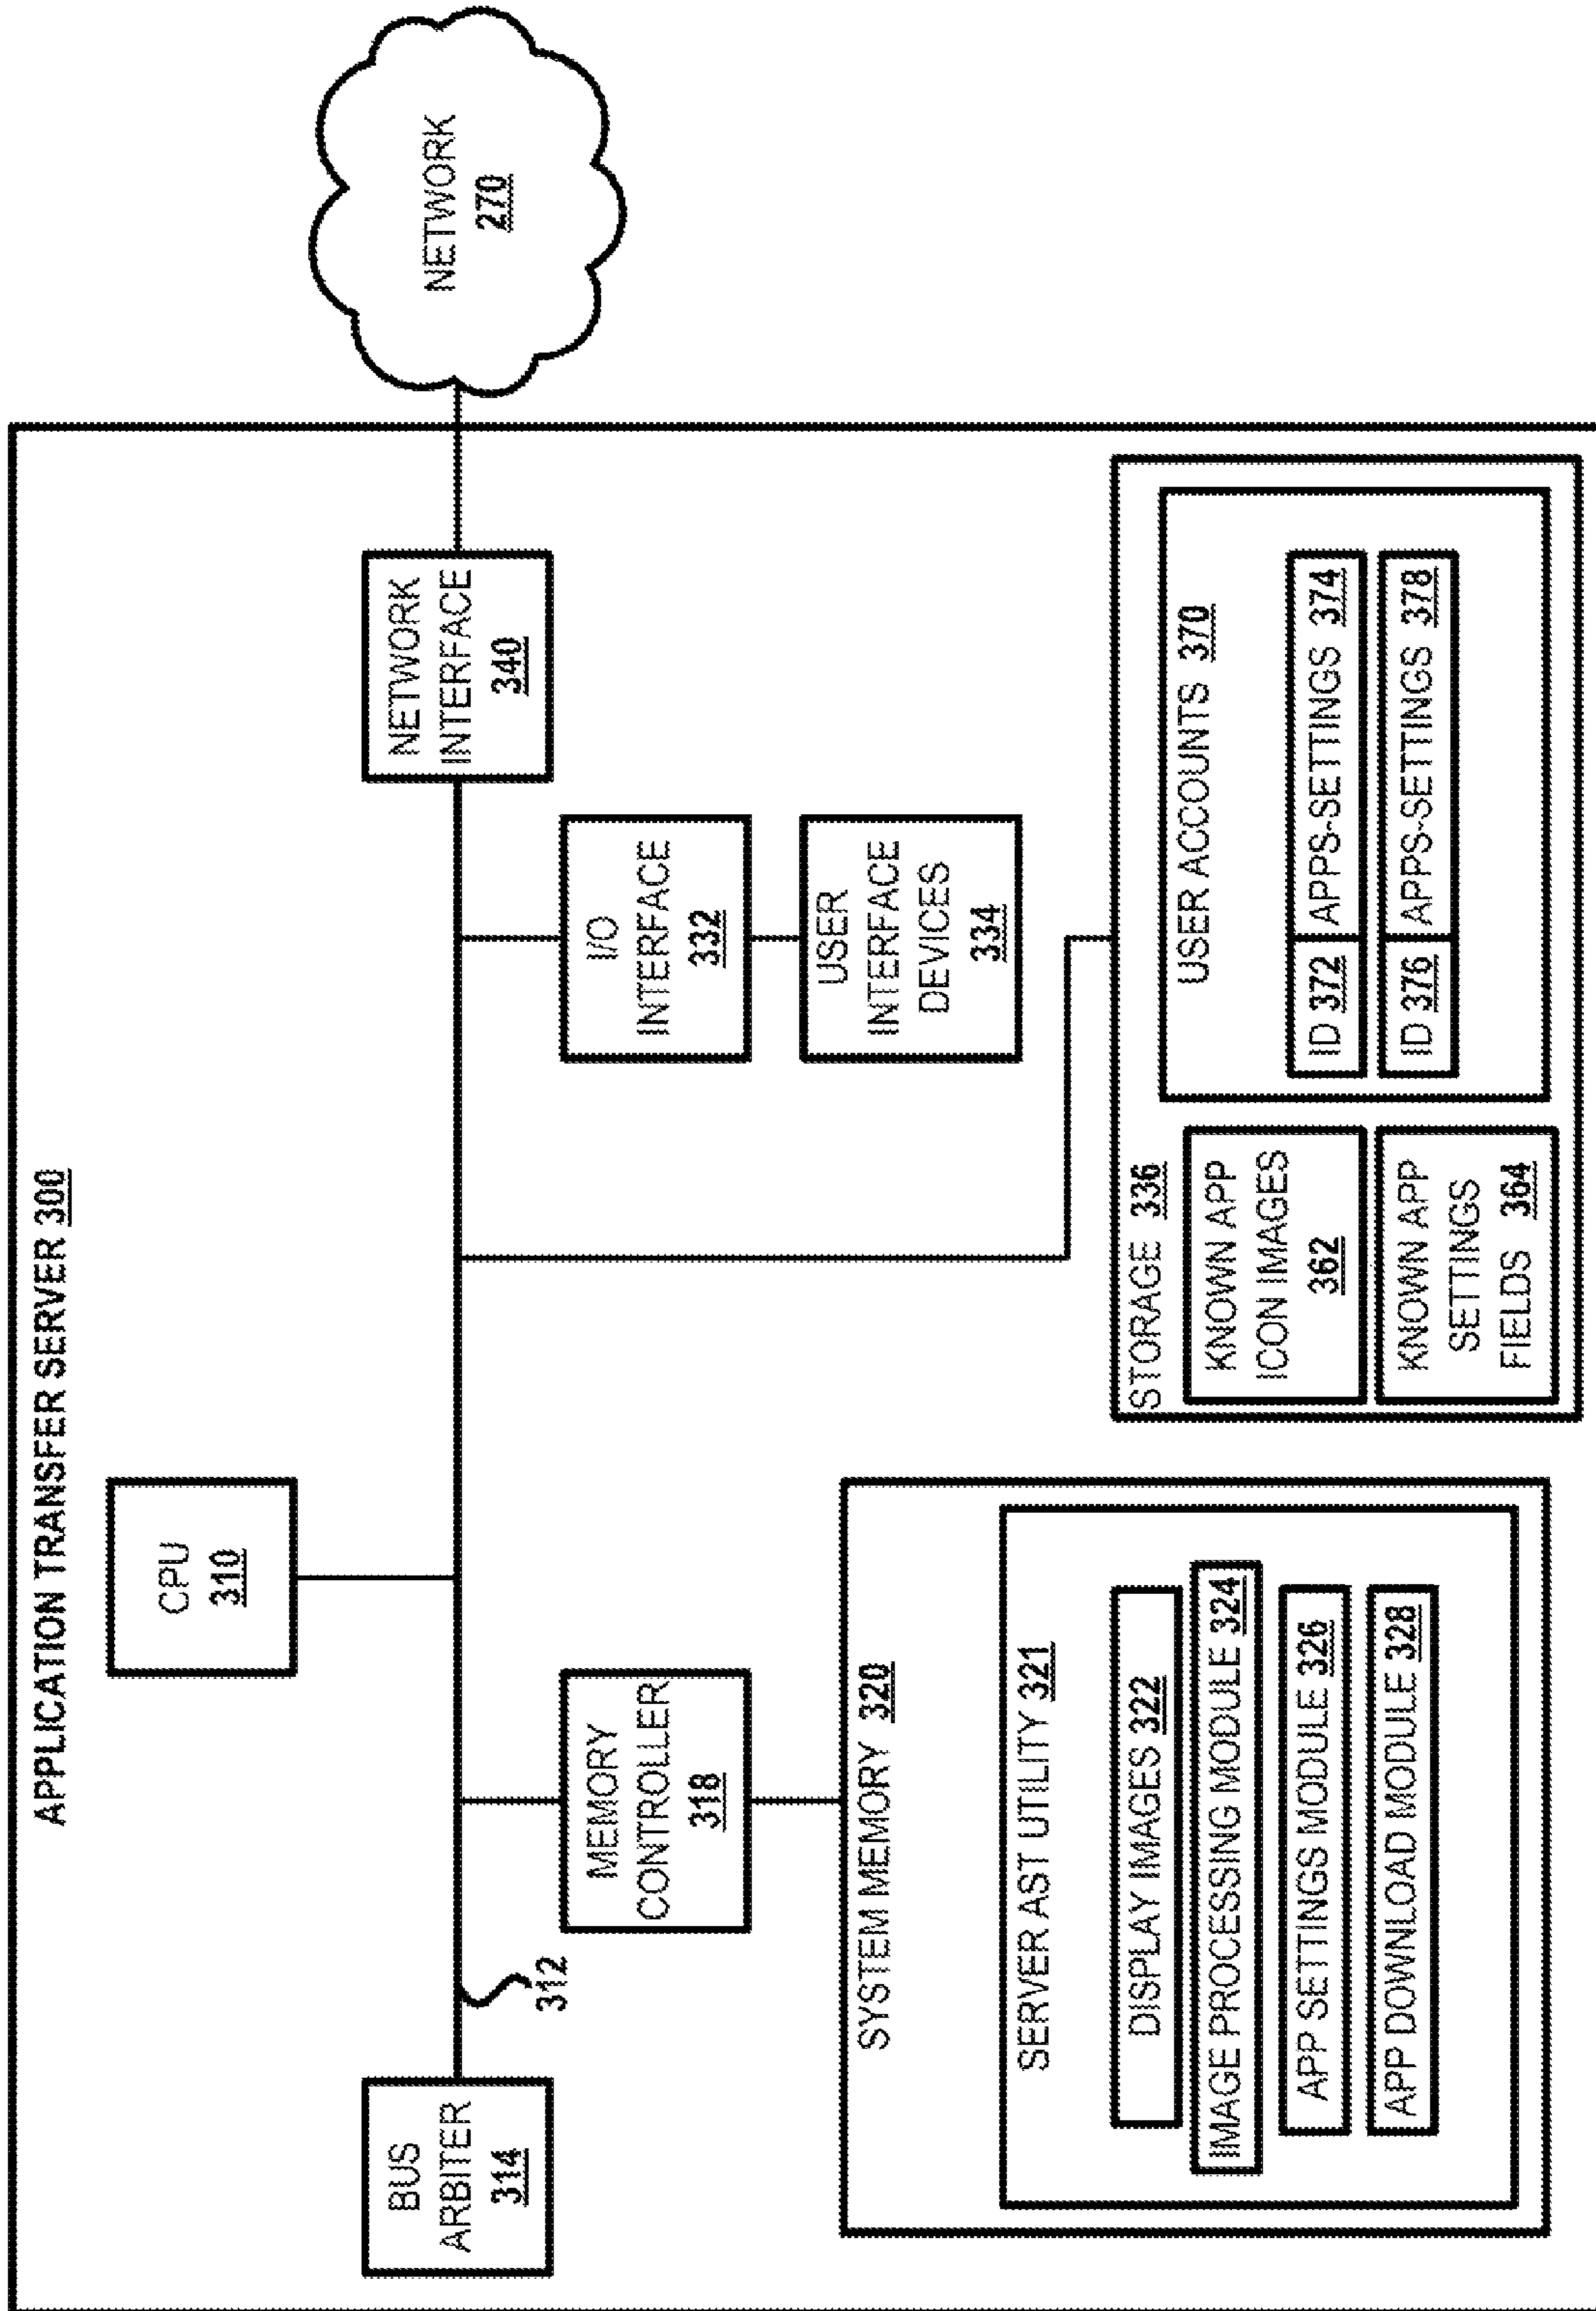 APPLICATION TRANSFER SERVER 300
CPU
310
BUS
ARBITER
314
312
MEMORY
CONTROLLER
318
SYSTEM MEMORY 320
SERVER AST UTILITY 321
DISPLAY IMAGES 322
IMAGE PROCESSING MODULE 324
APP SETTINGS MODULE 326
APP DOWNLOAD MODULE 328
NETWORK
INTERFACE
340
NETWORK
270
I/O
INTERFACE
332
USER
INTERFACE
DEVICES
334
STORAGE 336
KNOWN APP
ICON IMAGES
362
KNOWN APP
SETTINGS
FIELDS 364
USER ACCOUNTS 370
ID 372 APPS-SETTINGS 374
ID 376 APPS-SETTINGS 378